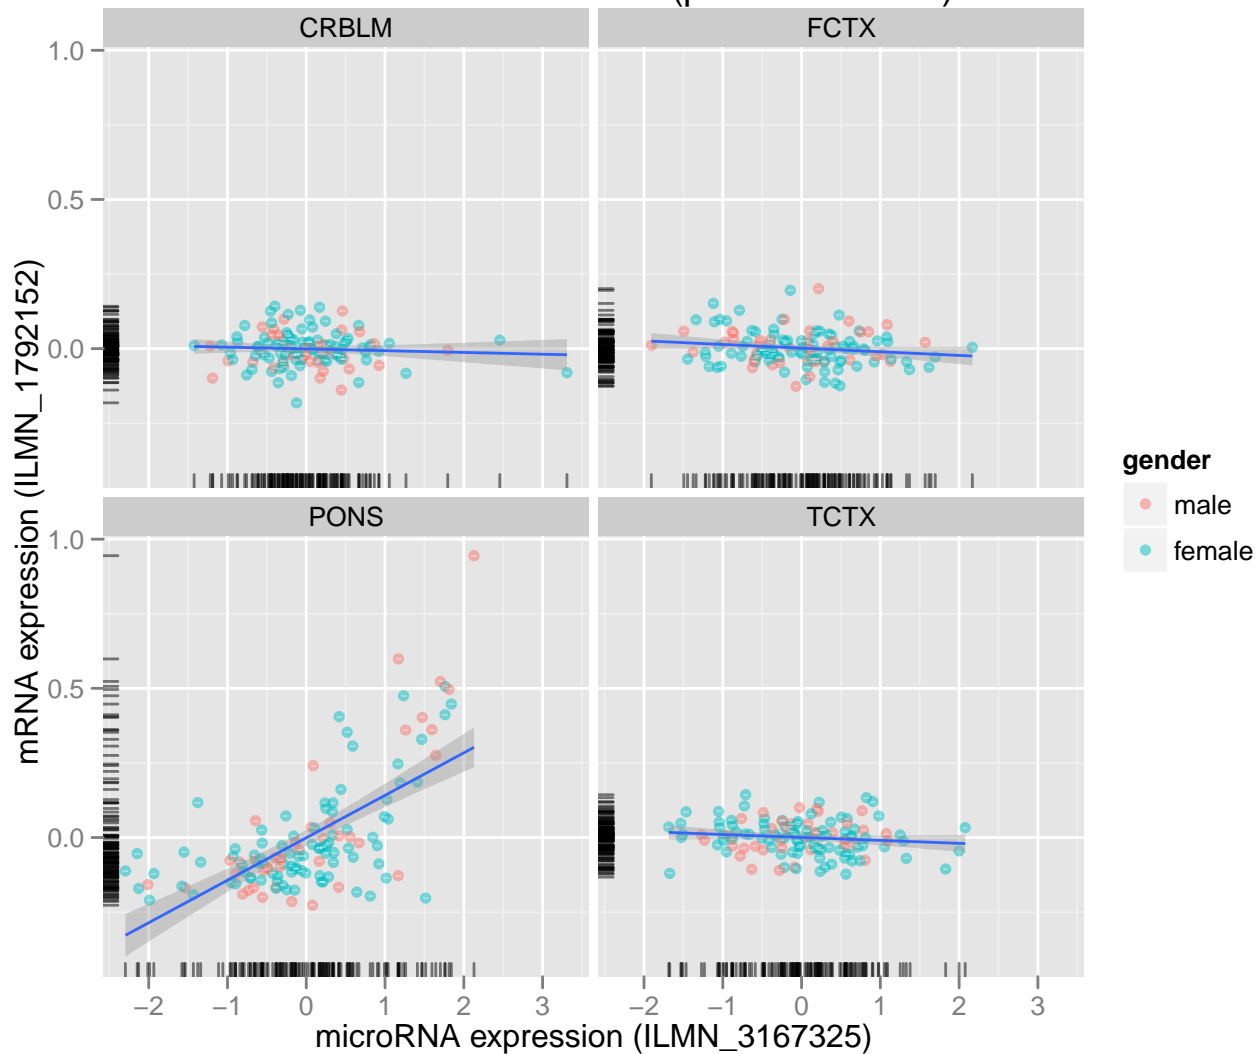 CRBLM
FCTX
1.0
0.5
0.0
PONS
TCTX
1.0
0.5
0.0
−2 −1 0 1 2 3
−2 −1 0 1 2 3
microRNA expression (ILMN_3167325)
mRNA expression (ILMN_1792152)
gender
male
female